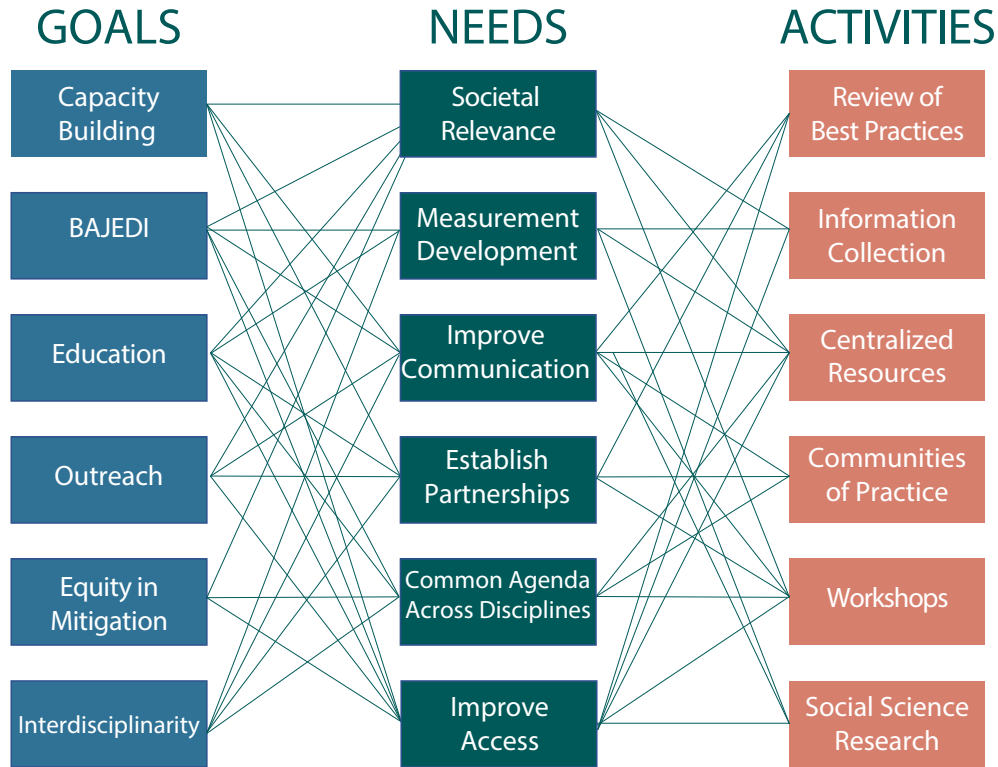 GOALS
NEEDS
ACTIVITIES
Capacity
Building
Societal
Relevance
Review of
Best Practices
BAJEDI
Measurement
Development
Information
Collection
Education
Improve
Communication
Centralized
Resources
Outreach
Establish
Partnerships
Communities
of Practice
Equity in
Mitigation
Common Agenda
Across Disciplines
Workshops
Interdisciplinarity
Improve
Access
Social Science
Research